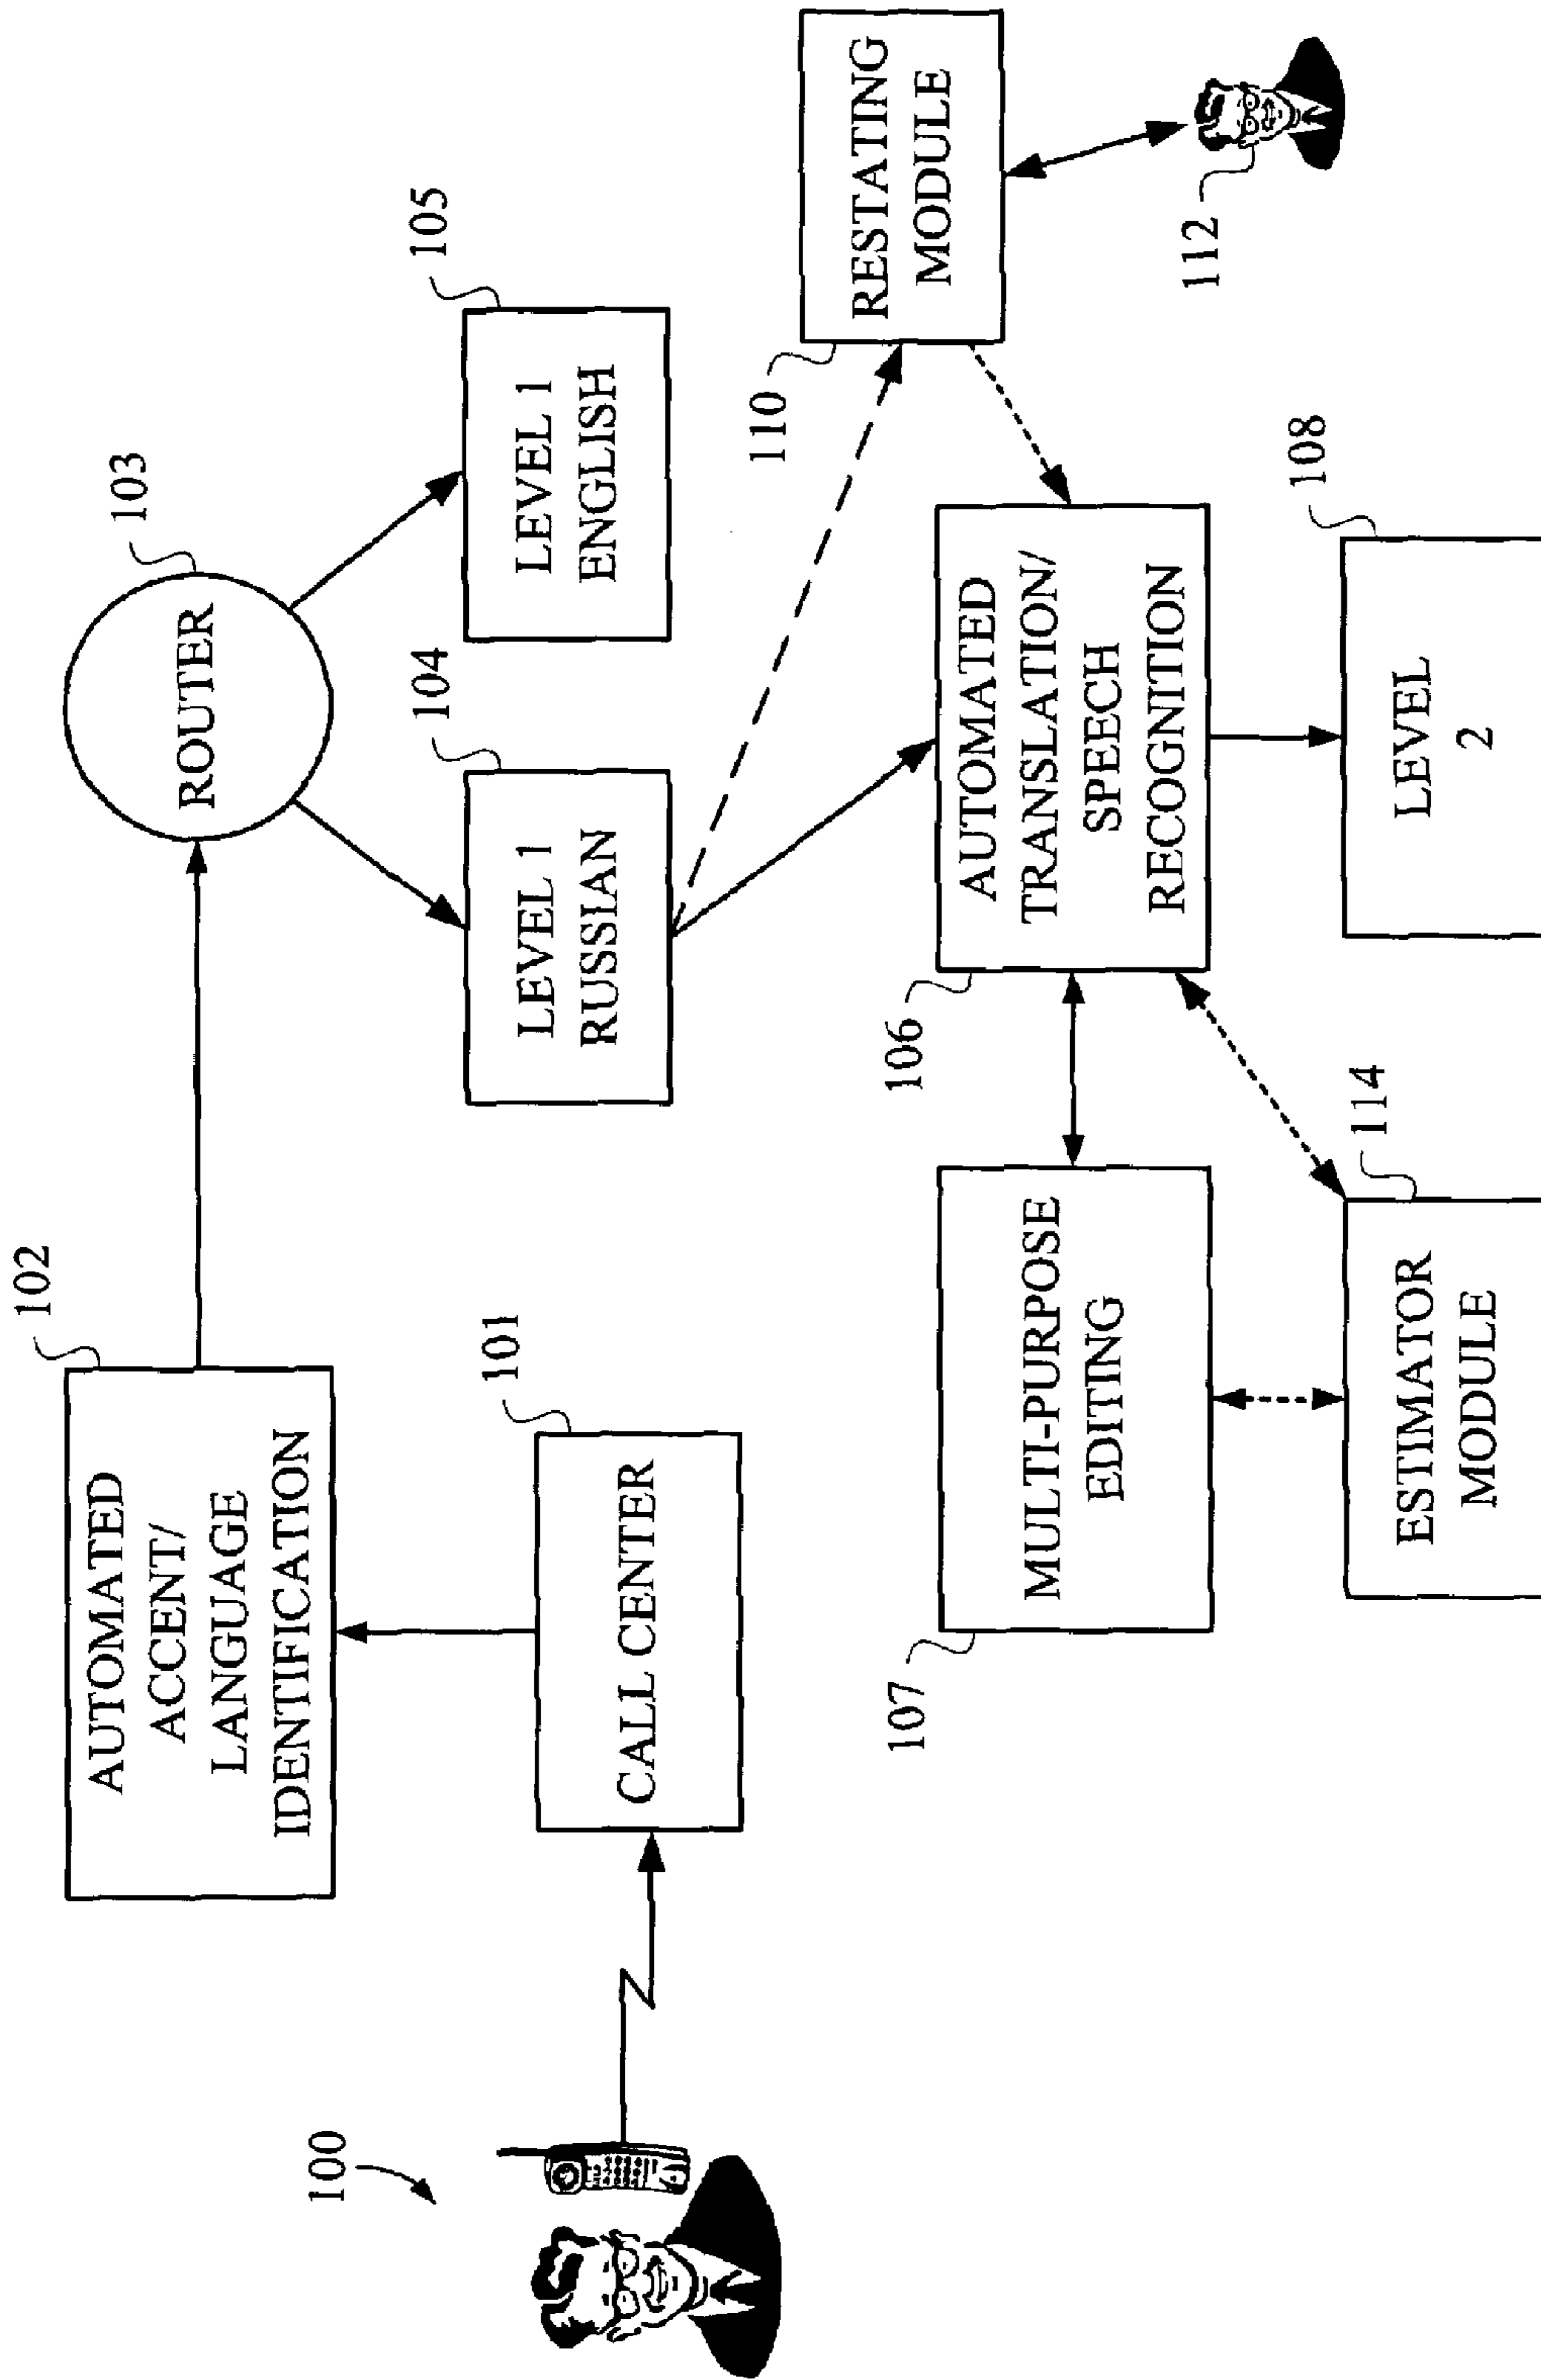 102
AUTOMATED
ACCENT/
LANGUAGE
IDENTIFICATION
ROUTER
103
100
101
CALL CENTER
104
LEVEL 1
RUSSIAN
105
LEVEL 1
ENGLISH
110
RESTATING
MODULE
107
MULTI-PURPOSE
EDITING
106
AUTOMATED
TRANSLATION/
SPEECH
RECOGNITION
112
114
ESTIMATOR
MODULE
108
LEVEL
2